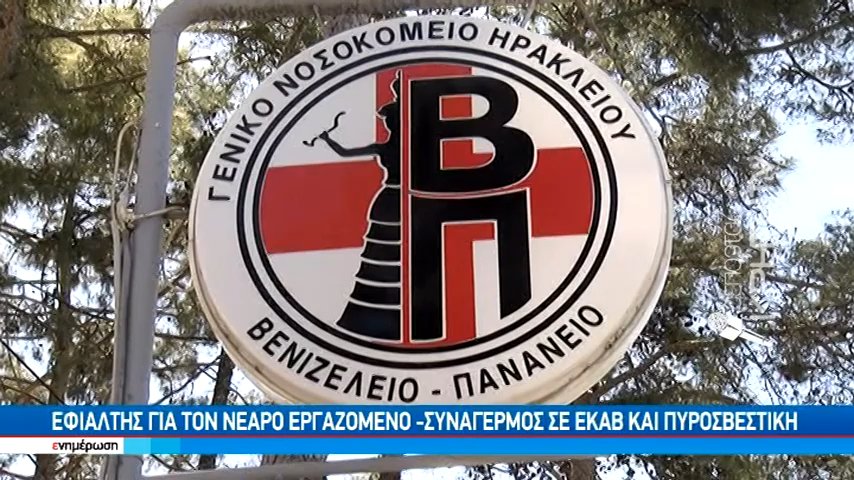 ΓΕΝΙΚΟ ΝΟΣΟΚΟΜΕΙΟ ΗΡΑΚΛΕΙΟΥ
ΒΠ
ΒΕΝΙΖΕΛΕΙΟ - ΠΑΝΑΝΕΙΟ
ΕΦΙΑΛΤΗΣ ΓΙΑ ΤΟΝ ΝΕΑΡΟ ΕΡΓΑΖΟΜΕΝΟ -ΣΥΝΑΓΕΡΜΟΣ ΣΕ ΕΚΑΒ ΚΑΙ ΠΥΡΟΣΒΕΣΤΙΚΗ
ενημέρωση